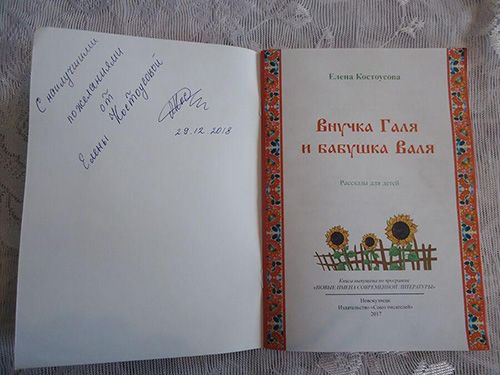 С наилучшими
пожеланиями
от
Елены Костоусовой
29.12.2018
Елена Костоусова
Внучка Галя
и бабушка Валя
Рассказы для детей
Книга выпущена по программе
«НОВЫЕ ИМЕНА СОВРЕМЕННОЙ ЛИТЕРАТУРЫ»
Новокузнецк
Издательство «Союз писателей»
2017